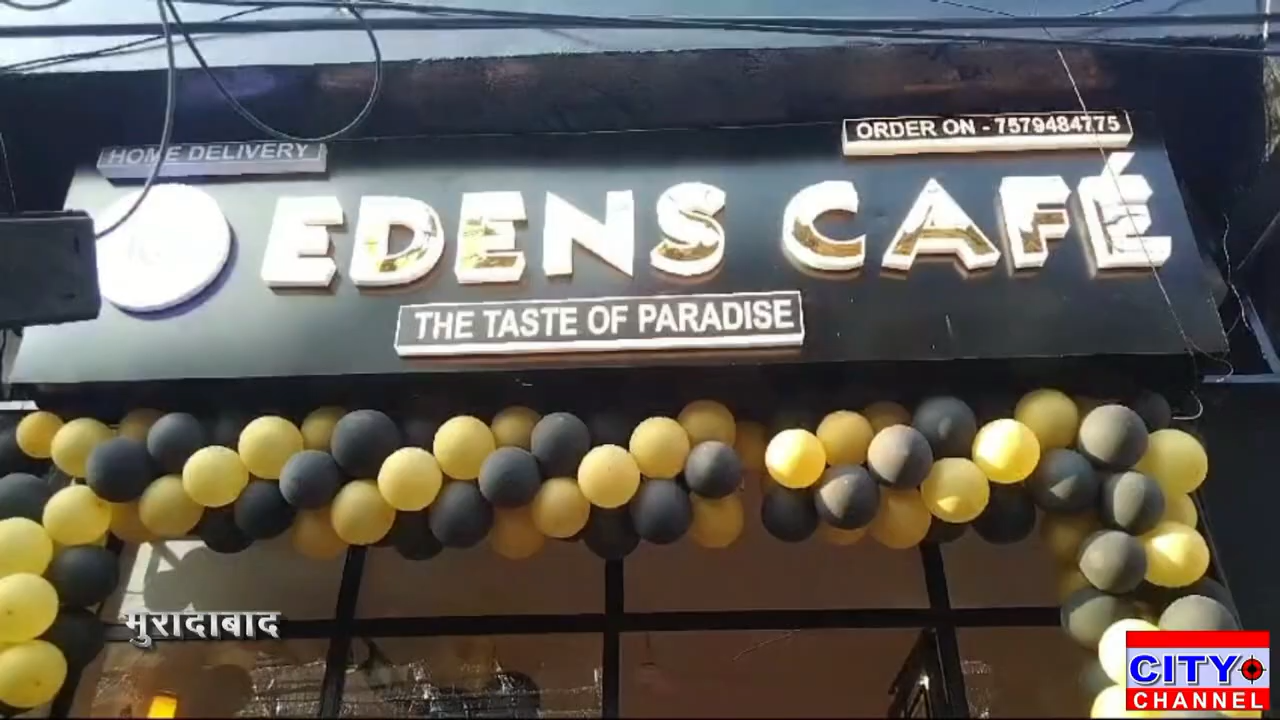 HOME DELIVERY
ORDER ON - 7579484775
EDENS CAFÉ
THE TASTE OF PARADISE
मुरादाबाद
CITY
CHANNEL